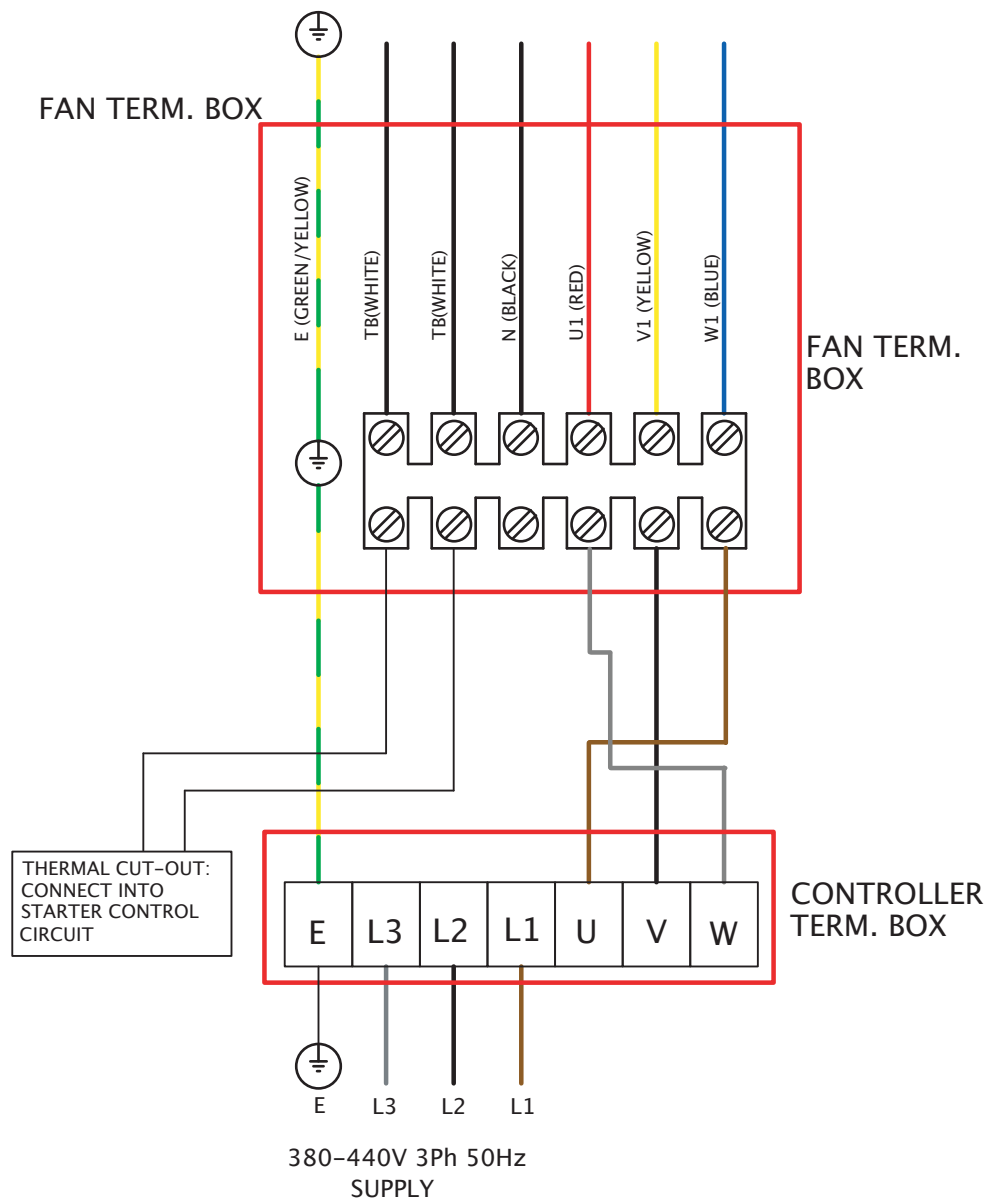 FAN TERM. BOX
E (GREEN/YELLOW)
TB(WHITE)
TB(WHITE)
N (BLACK)
U1 (RED)
V1 (YELLOW)
W1 (BLUE)
FAN TERM.
BOX
THERMAL CUT-OUT:
CONNECT INTO
STARTER CONTROL
CIRCUIT
E L3 L2 L1 U V W
CONTROLLER
TERM. BOX
E L3 L2 L1
380-440V 3Ph 50Hz
SUPPLY